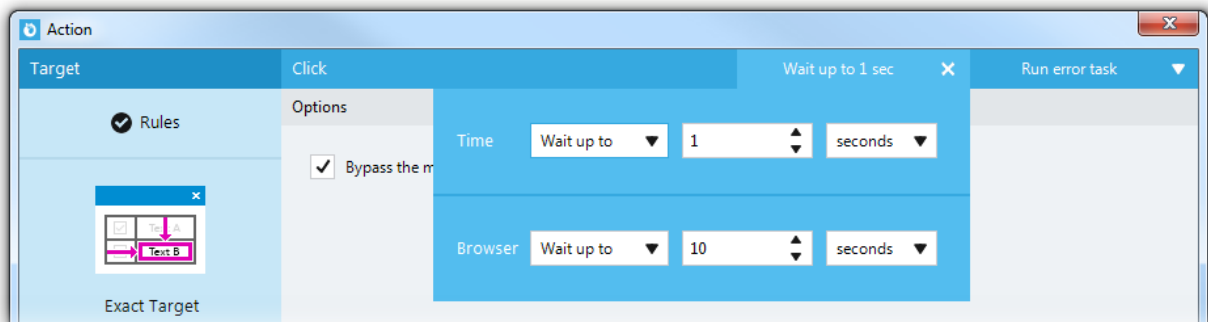 Action
Target Click Wait up to 1 sec Run error task
Rules
Options
Time Wait up to 1 seconds
Bypass the m
Text A
Text B
Browser Wait up to 10 seconds
Exact Target